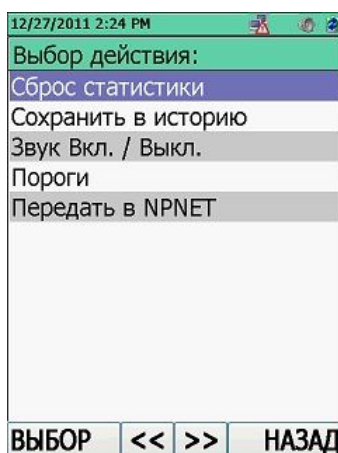 12/27/2011 2:24 PM
Выбор действия:
Сброс статистики
Сохранить в историю
Звук Вкл. / Выкл.
Пороги
Передать в NPNET
ВЫБОР << >> НАЗАД